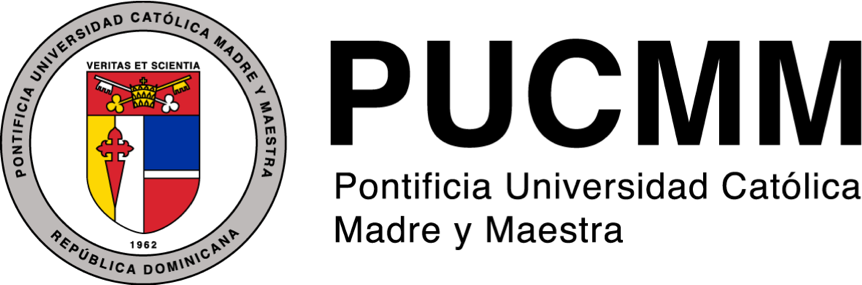 PONTIFICIA UNIVERSIDAD CATÓLICA MADRE Y MAESTRA
VERITAS ET SCIENTIA
1962
REPÚBLICA DOMINICANA
PUCMM
Pontificia Universidad Católica
Madre y Maestra